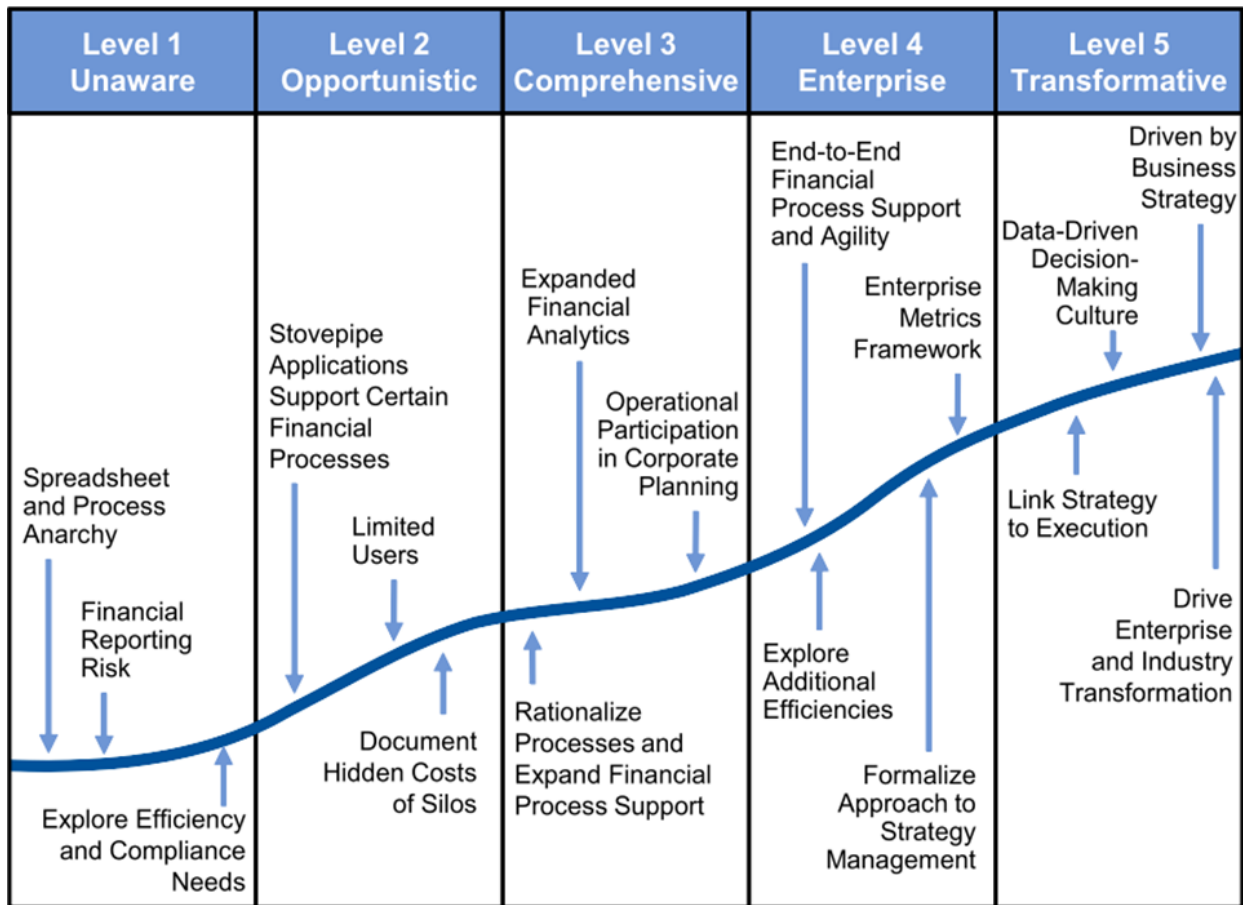 Level 1
Unaware
Level 2
Opportunistic
Level 3
Comprehensive
Level 4
Enterprise
Level 5
Transformative
Spreadsheet
and Process
Anarchy
Financial
Reporting
Risk
Explore Efficiency
and Compliance
Needs
Stovepipe
Applications
Support Certain
Financial
Processes
Limited
Users
Document
Hidden Costs
of Silos
Expanded
Financial
Analytics
Operational
Participation
in Corporate
Planning
Rationalize
Processes and
Expand Financial
Process Support
End-to-End
Financial
Process Support
and Agility
Enterprise
Metrics
Framework
Explore
Additional
Efficiencies
Formalize
Approach to
Strategy
Management
Driven by
Business
Strategy
Data-Driven
Decision-
Making
Culture
Link Strategy
to Execution
Drive
Enterprise
and Industry
Transformation